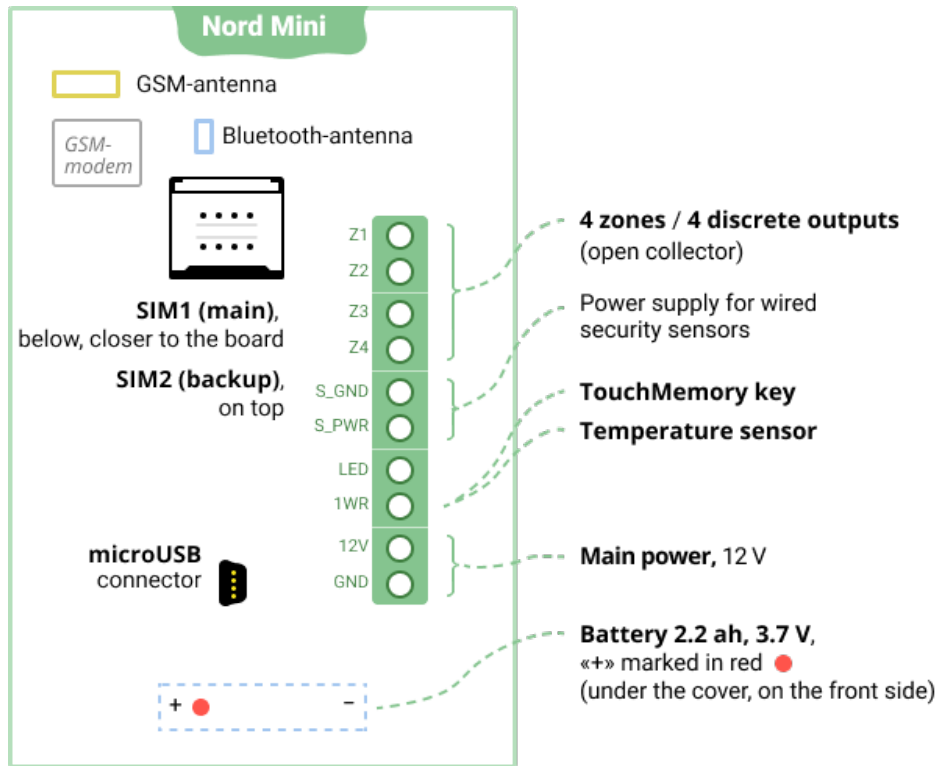 Nord Mini
GSM-antenna
GSM-
modem
Bluetooth-antenna
SIM1 (main),
below, closer to the board
SIM2 (backup),
on top
microUSB
connector
Z1
Z2
Z3
Z4
S_GND
S_PWR
LED
1WR
12V
GND
4 zones / 4 discrete outputs
(open collector)
Power supply for wired
security sensors
TouchMemory key
Temperature sensor
Main power, 12 V
Battery 2.2 ah, 3.7 V,
«+» marked in red
(under the cover, on the front side)
+ −